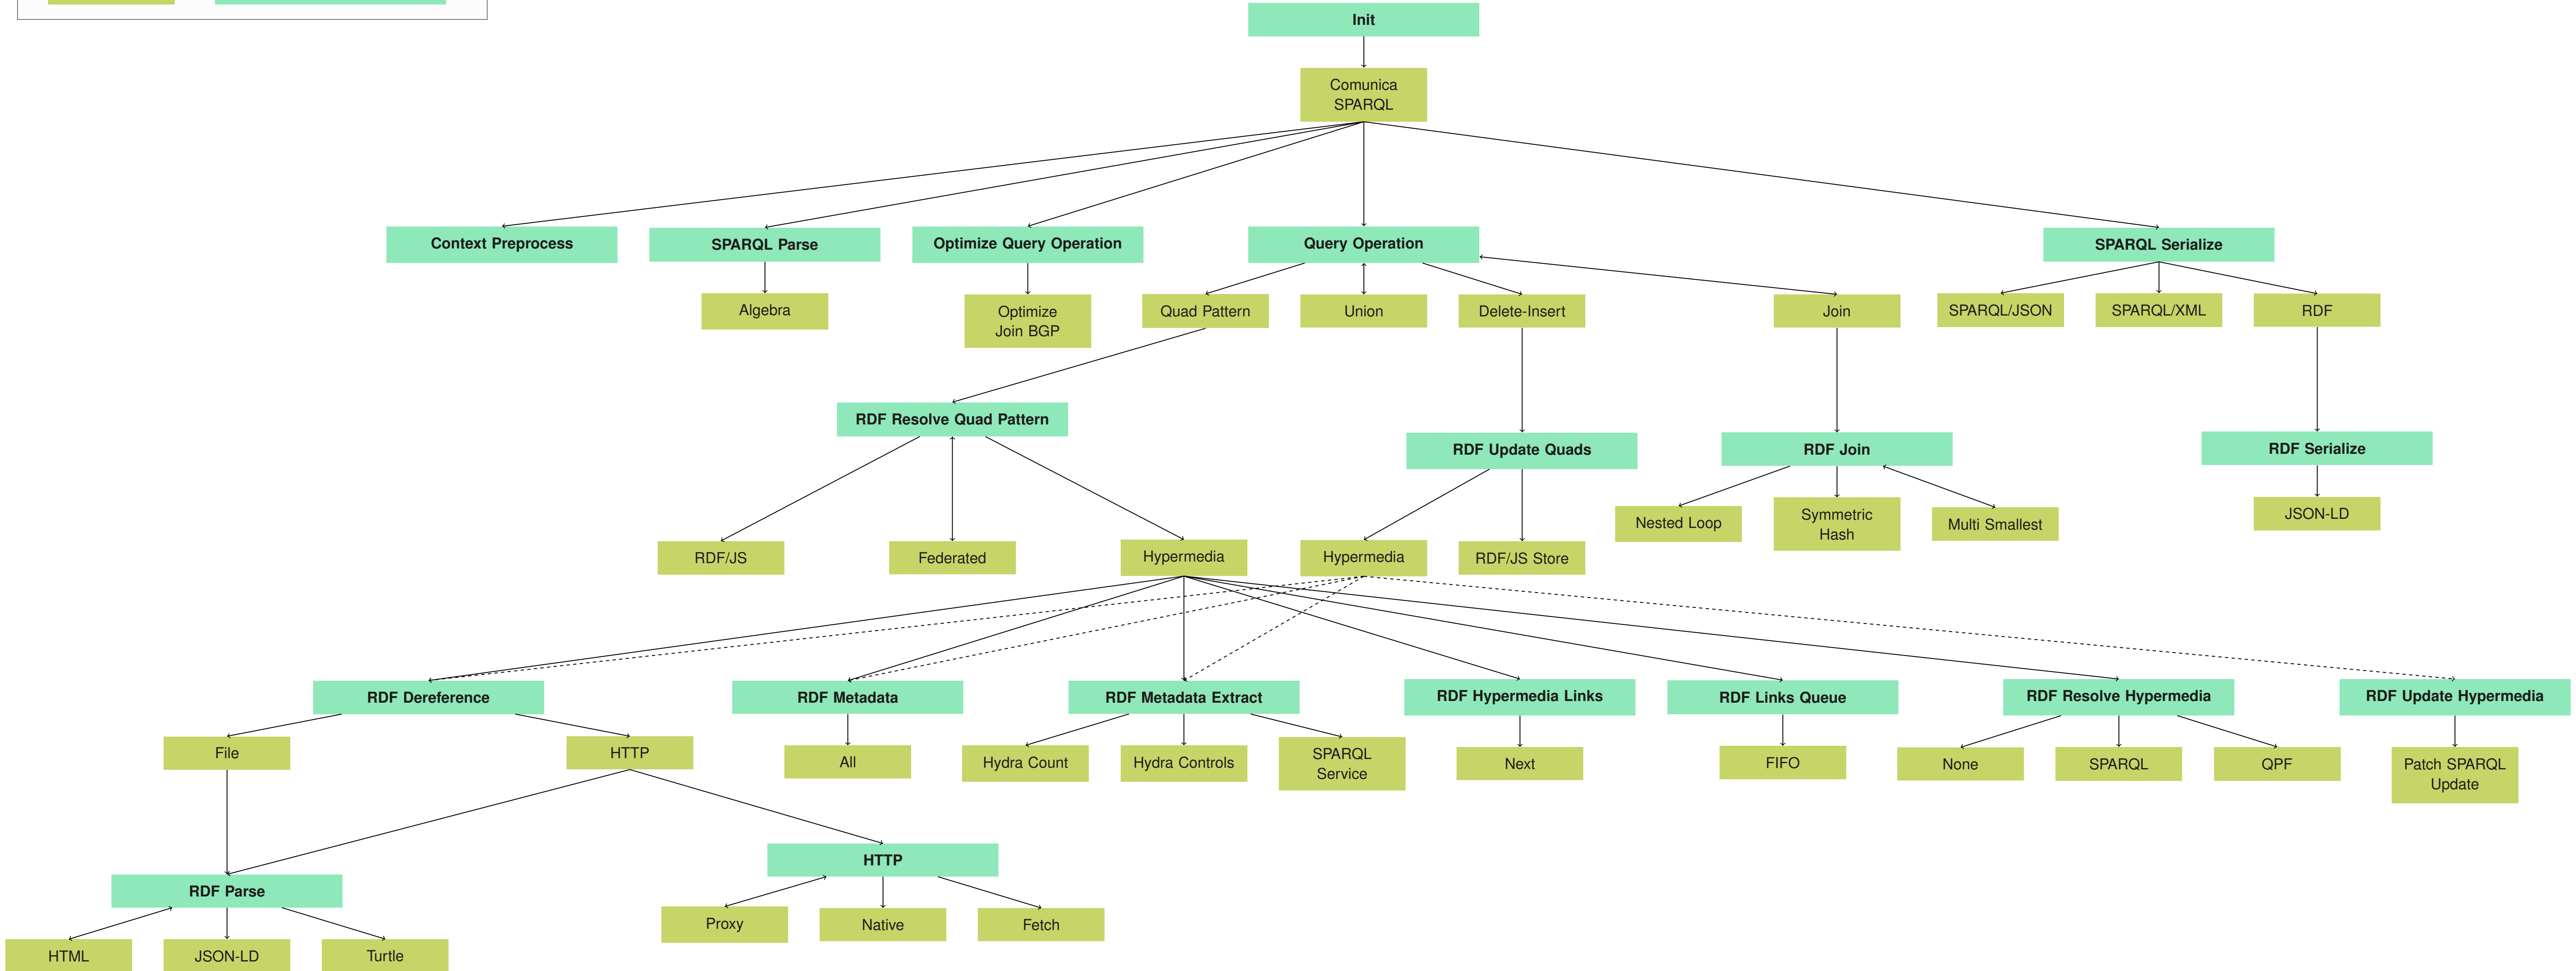 Init
Comunica
SPARQL
Context Preprocess
SPARQL Parse
Optimize Query Operation
Query Operation
SPARQL Serialize
Algebra
Optimize
Join BGP
Quad Pattern
Union
Delete-Insert
Join
SPARQL/JSON
SPARQL/XML
RDF
RDF Resolve Quad Pattern
RDF Update Quads
RDF Join
RDF Serialize
Nested Loop
Symmetric
Hash
Multi Smallest
JSON-LD
RDF/JS
Federated
Hypermedia
Hypermedia
RDF/JS Store
RDF Dereference
RDF Metadata
RDF Metadata Extract
RDF Hypermedia Links
RDF Links Queue
RDF Resolve Hypermedia
RDF Update Hypermedia
File
HTTP
All
Hydra Count
Hydra Controls
SPARQL
Service
Next
FIFO
None
SPARQL
QPF
Patch SPARQL
Update
HTTP
RDF Parse
Proxy
Native
Fetch
HTML
JSON-LD
Turtle